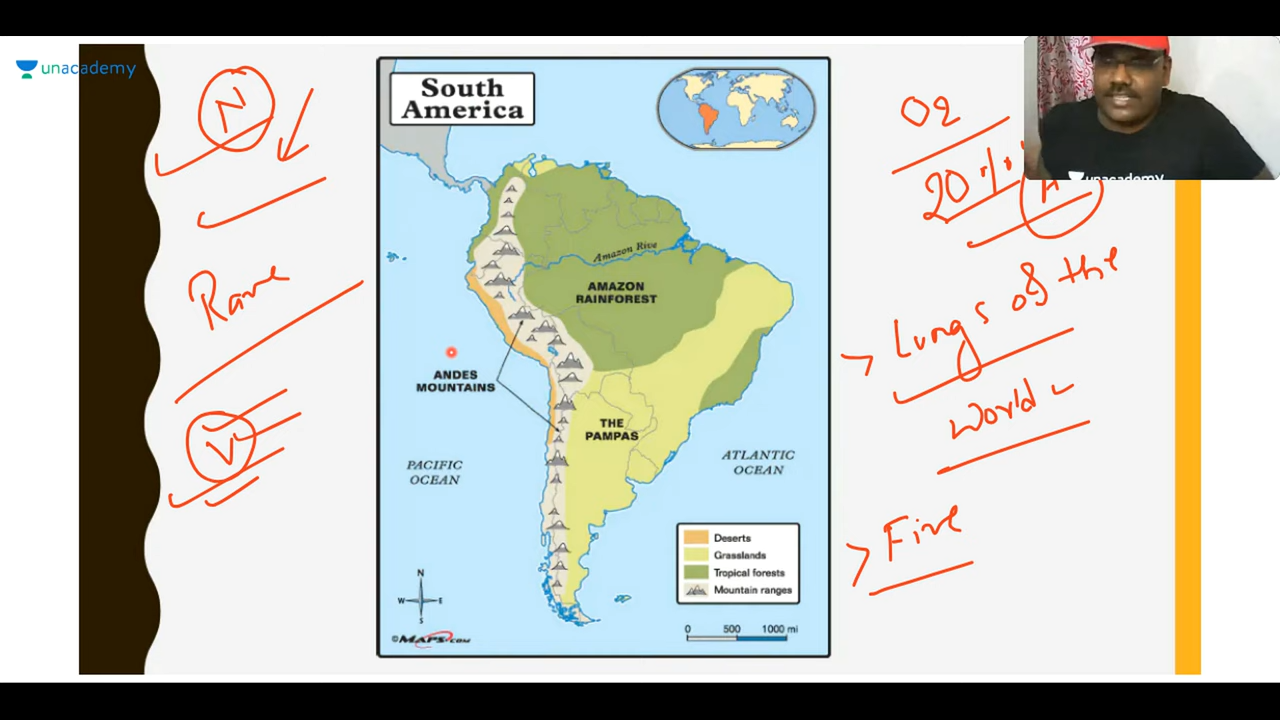 unacademy
N
Rare
V
South
America
Amazon Rive
AMAZON
RAINFOREST
ANDES
MOUNTAINS
THE
PAMPAS
PACIFIC
OCEAN
ATLANTIC
OCEAN
Deserts
Grasslands
Tropical forests
Mountain ranges
N
W E
S
©MAPS.COM
0 500 1000 mi
O2
20%
> Lungs of the
World
> Fire
unacademy